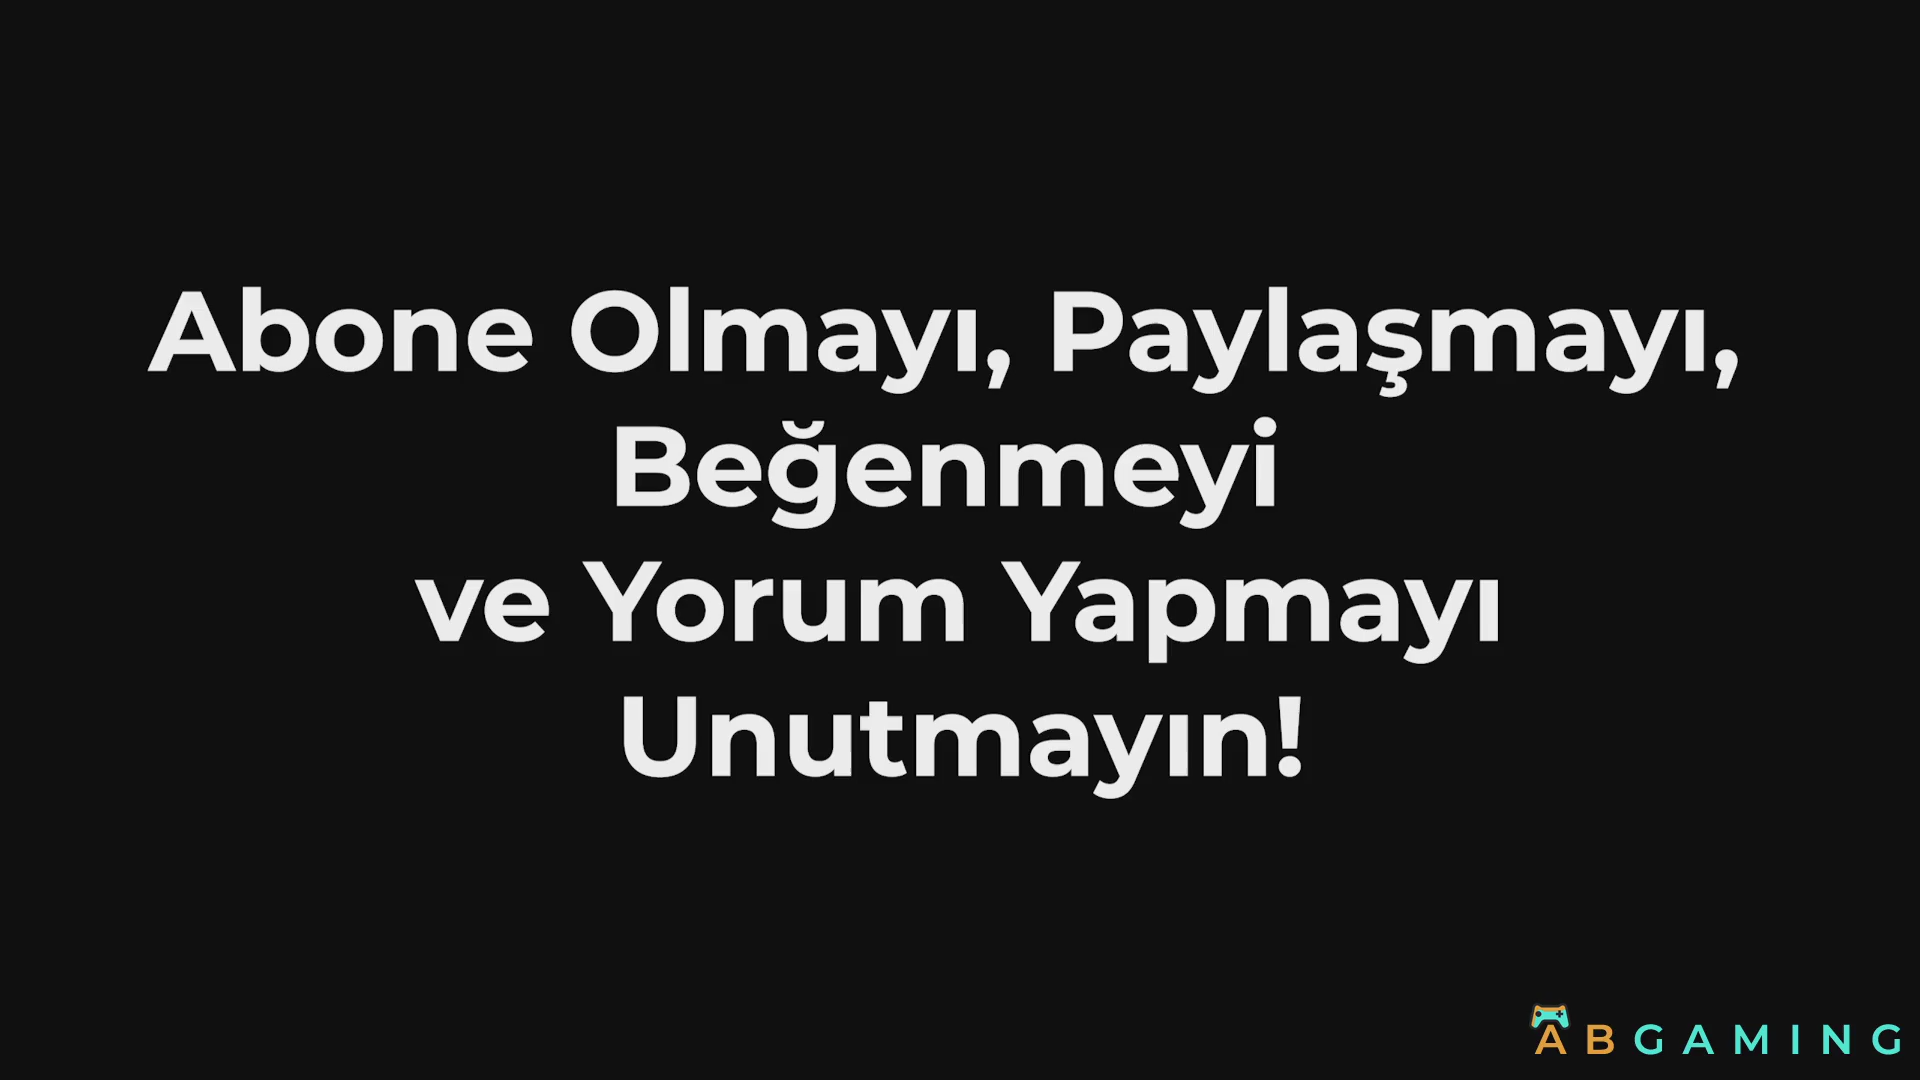 Abone Olmayı, Paylaşmayı,
Beğenmeyi
ve Yorum Yapmayı
Unutmayın!
ABGAMING